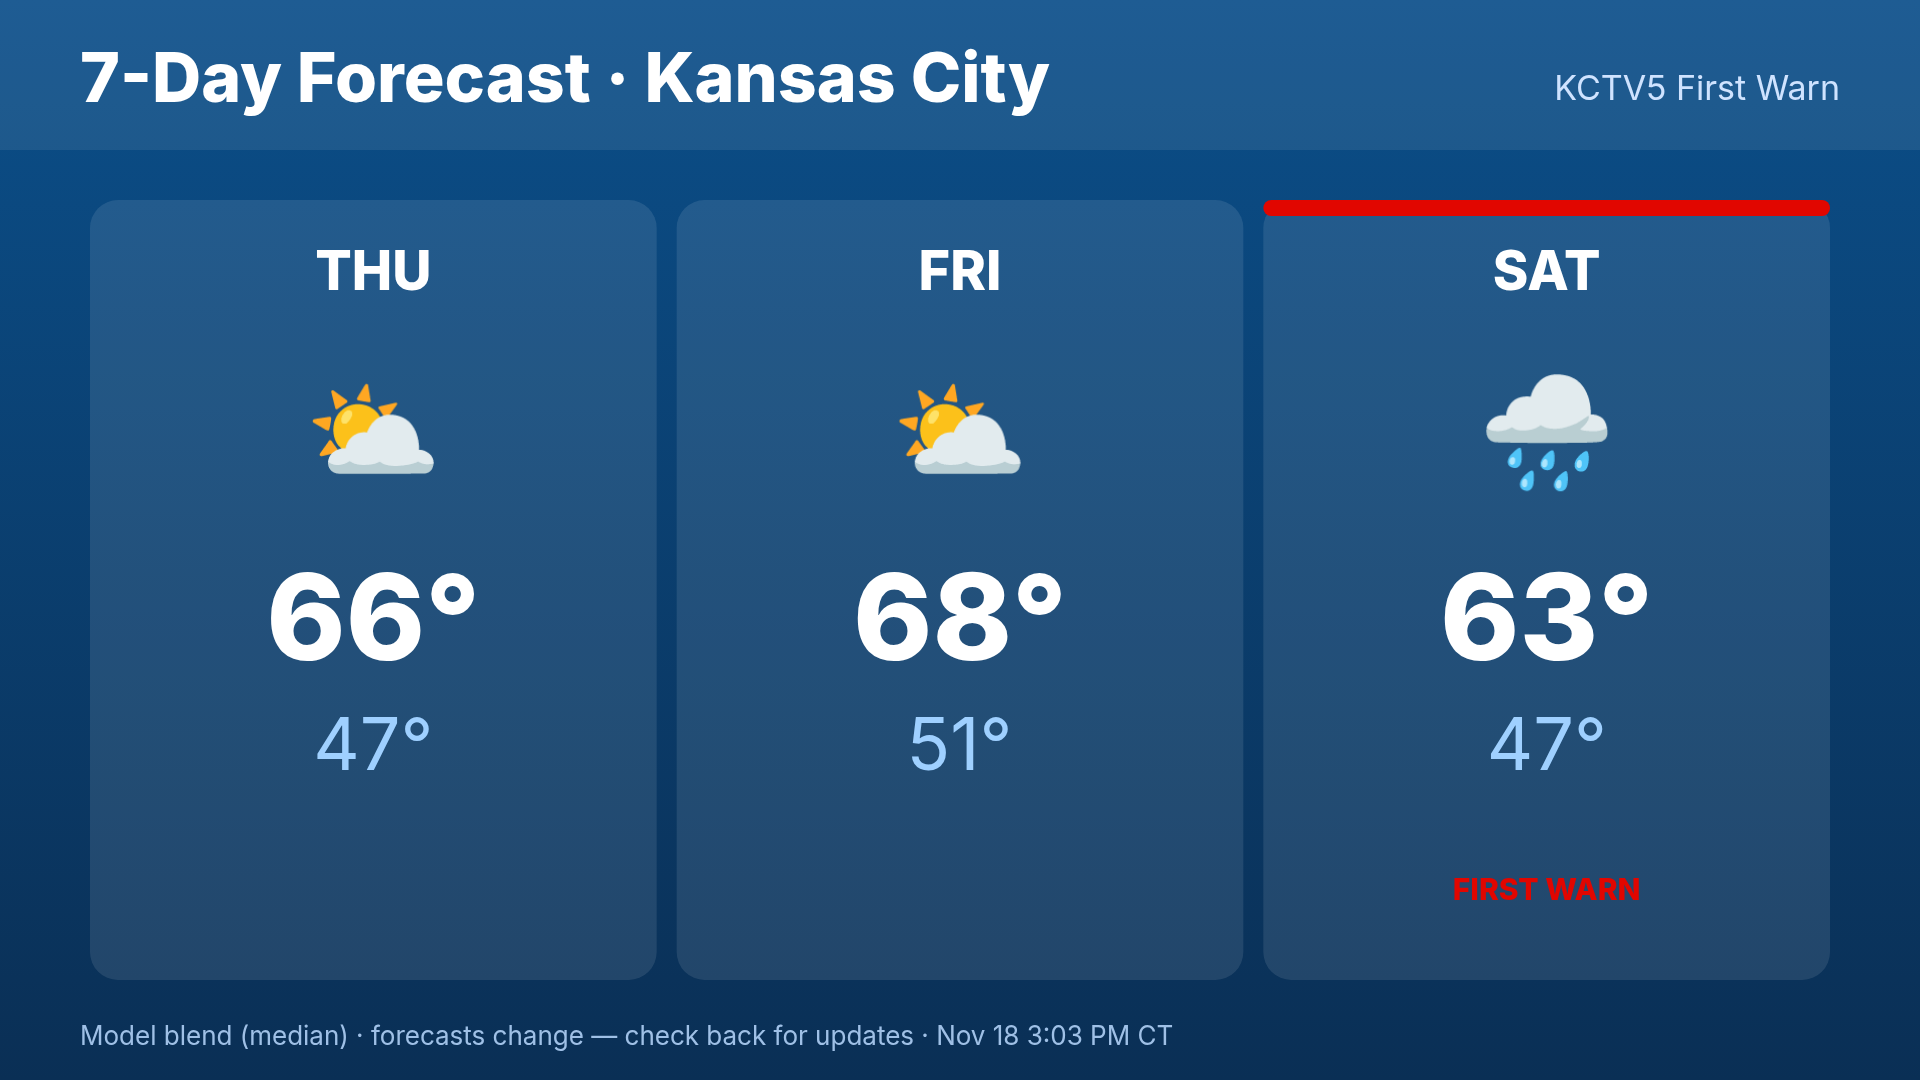 7-Day Forecast · Kansas City
KCTV5 First Warn
THU
FRI
SAT
66°
68°
63°
47°
51°
47°
FIRST WARN
Model blend (median) · forecasts change — check back for updates · Nov 18 3:03 PM CT